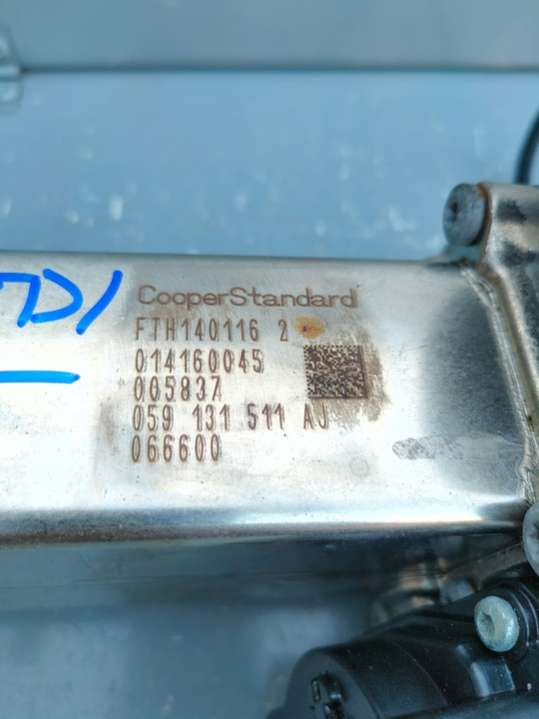 TDI
CooperStandard
FTH140116 2
014160045
005837
059 131 511 AJ
066600